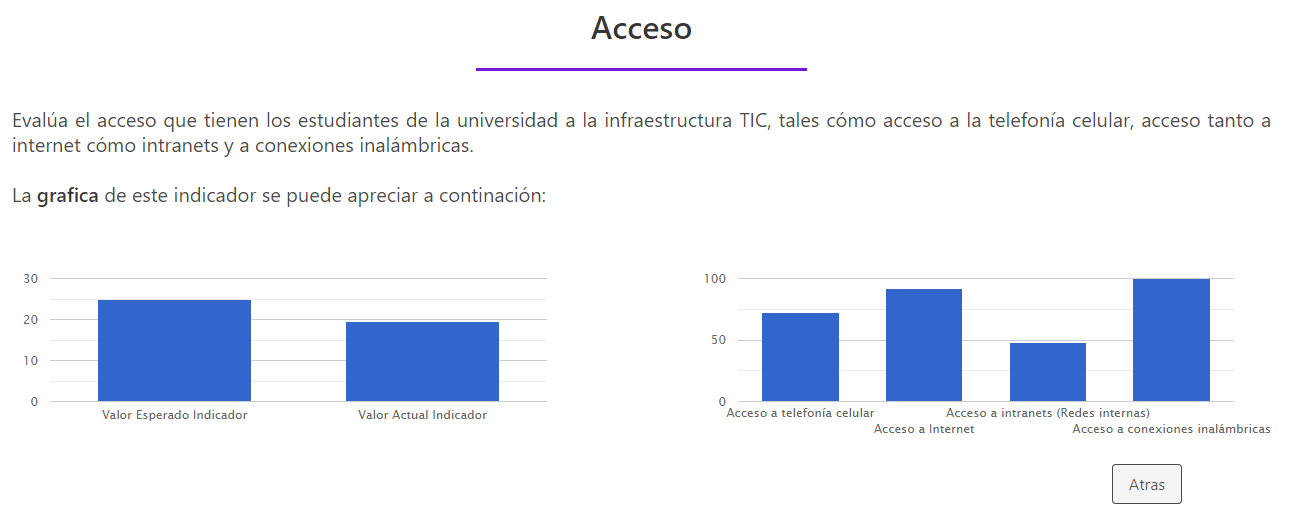 Acceso
Evalúa el acceso que tienen los estudiantes de la universidad a la infraestructura TIC, tales cómo acceso a la telefonía celular, acceso tanto a
internet cómo intranets y a conexiones inalámbricas.
La grafica de este indicador se puede apreciar a continación:
30
20
10
0
Valor Esperado Indicador
Valor Actual Indicador
100
50
0
Acceso a telefonía celular
Acceso a Internet
Acceso a intranets (Redes internas)
Acceso a conexiones inalámbricas
Atras